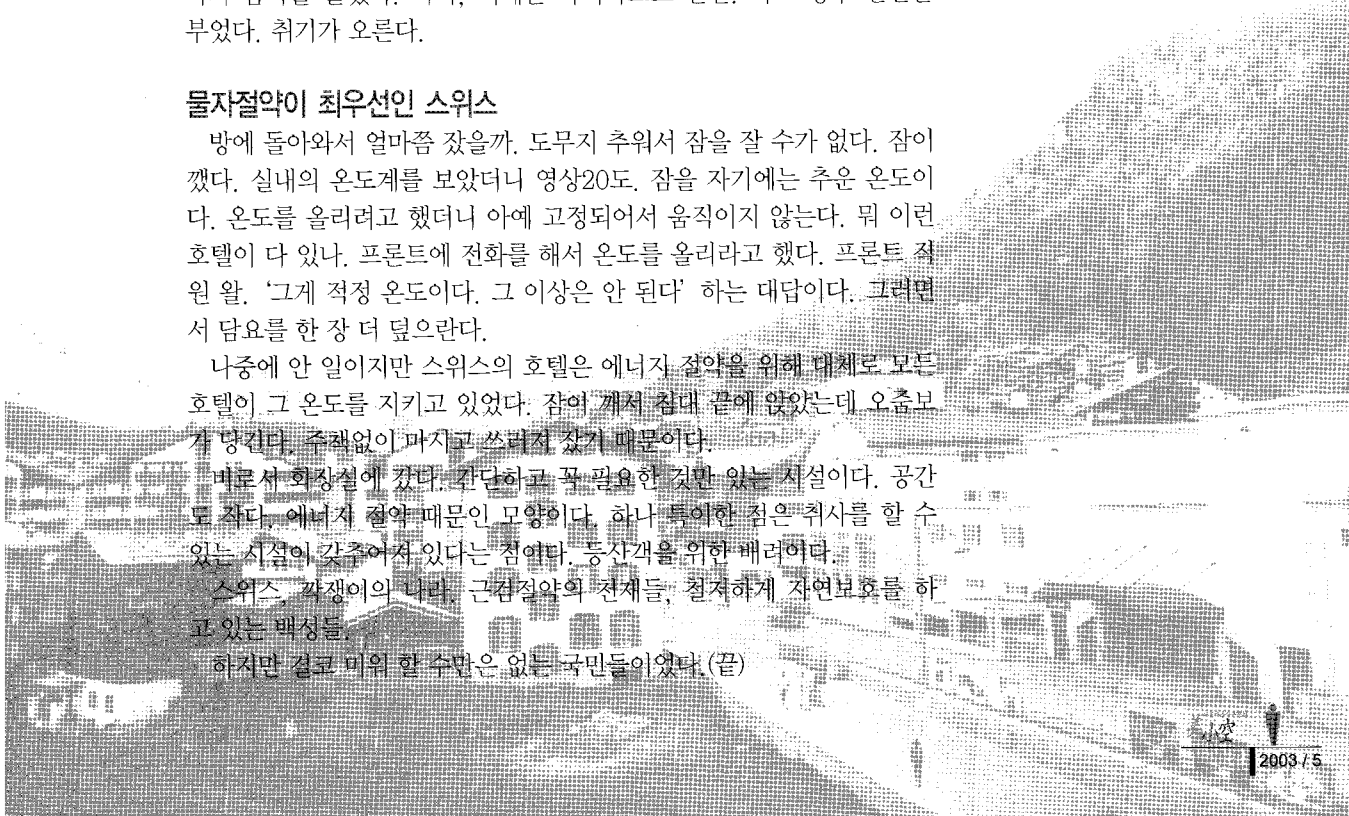 부었다. 취기가 오른다.
물자절약이 최우선인 스위스
방에 돌아와서 얼마쯤 잤을까. 도무지 추워서 잠을 잘 수가 없다. 잠이
깼다. 실내의 온도계를 보았더니 영상20도. 잠을 자기에는 추운 온도이
다. 온도를 올리려고 했더니 아예 고정되어서 움직이지 않는다. 뭐 이런
호텔이 다 있나. 프론트에 전화를 해서 온도를 올리라고 했다. 프론트 직
원 왈. ‘그게 적정 온도이다. 그 이상은 안 된다’ 하는 대답이다. 그러면
서 담요를 한 장 더 덮으란다.
나중에 안 일이지만 스위스의 호텔은 에너지 절약을 위해 대체로 모든
호텔이 그 온도를 지키고 있었다. 잠이 깨서 침대 끝에 앉았는데 오줌보
가 당긴다. 주책없이 마시고 쓰러져 잤기 때문이다.
비로서 화장실에 갔다. 간단하고 꼭 필요한 것만 있는 시설이다. 공간
도 작다. 에너지 절약 때문인 모양이다. 하나 특이한 점은 취사를 할 수
있는 시설이 갖추어져 있다는 점이다. 등산객을 위한 배려이다.
스위스, 깍쟁이의 나라. 근검절약의 천재들, 철저하게 자연보호를 하
고 있는 백성들.
하지만 결코 미워 할 수만은 없는 국민들이었다.(끝)
2003 / 5